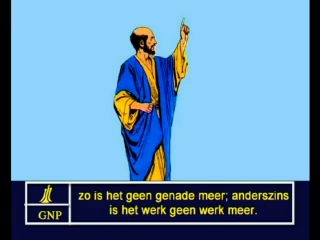 zo is het geen genade meer; anderszins
is het werk geen werk meer.
GNP